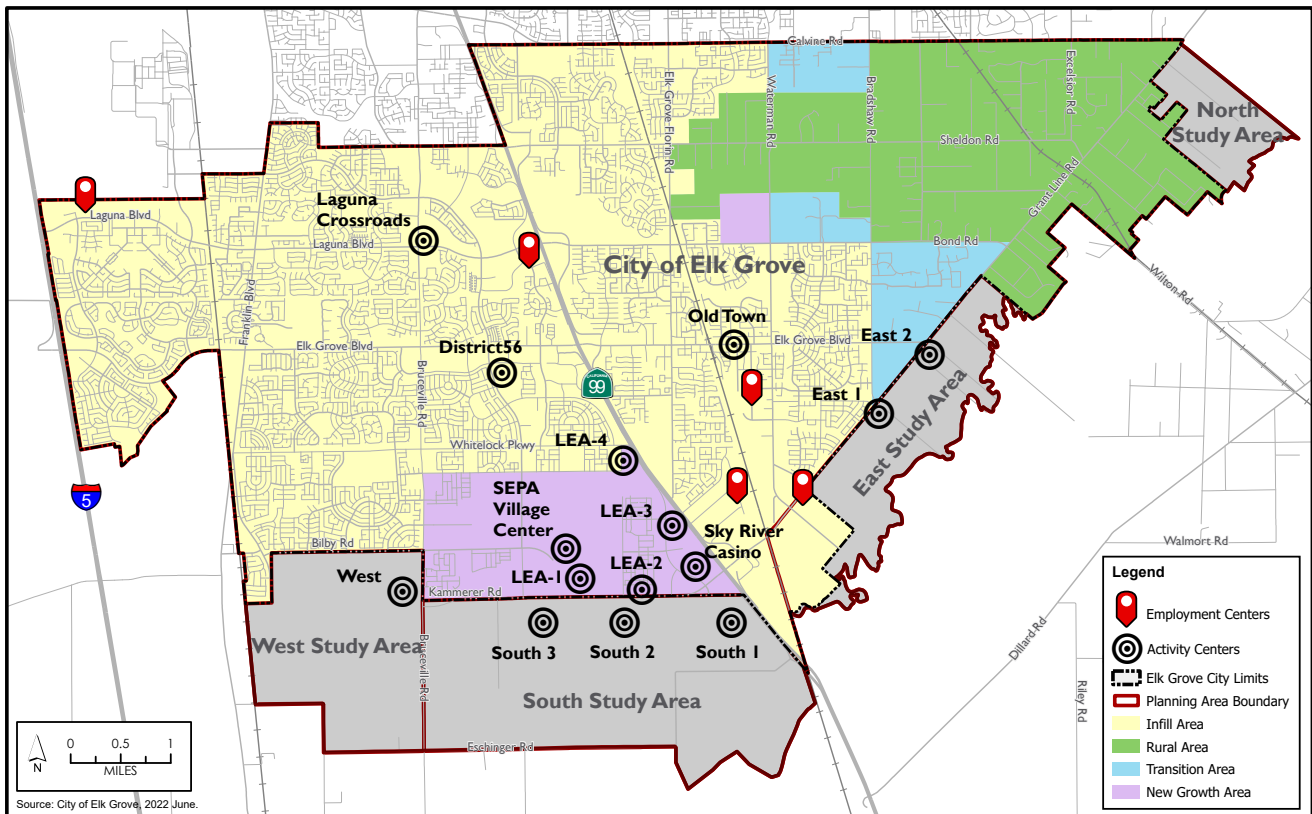 Calvine Rd
Elk Grove Florin Rd
Waterman Rd
Bradshaw Rd
Excelsior Rd
North
Study Area
Sheldon Rd
Grant Line Rd
Laguna Blvd
Laguna
Crossroads
Laguna Blvd
Bond Rd
City of Elk Grove
Wilton Rd
Franklin Blvd
Old Town
Elk Grove Blvd
District56
Elk Grove Blvd
East 2
Bruceville Rd
CALIFORNIA
99
East 1
East Study Area
Whitelock Pkwy
LEA-4
5
SEPA
Village
Center
LEA-3
Sky River
Casino
Bilby Rd
Walmort Rd
West
LEA-1
LEA-2
Kammerer Rd
Dillard Rd
West Study Area
Bruceville Rd
South 3
South 2
South 1
South Study Area
Riley Rd
Eschinger Rd
Legend
Employment Centers
Activity Centers
Elk Grove City Limits
Planning Area Boundary
Infill Area
Rural Area
Transition Area
New Growth Area
N
0 0.5 1
MILES
Source: City of Elk Grove, 2022 June.